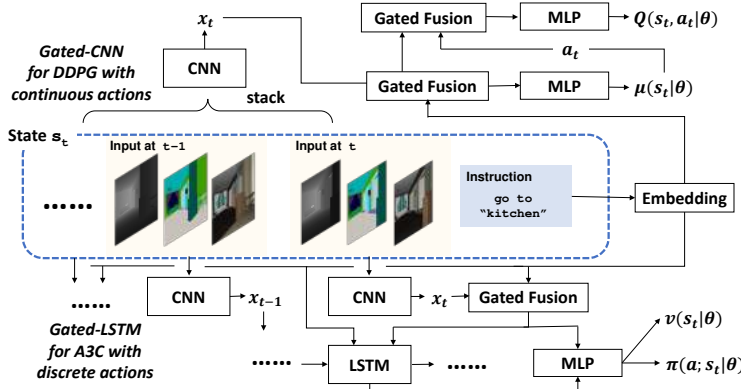 x_t
Gated Fusion
MLP
Q(s_t, a_t|θ)
Gated-CNN
for DDPG with
continuous actions
CNN
a_t
Gated Fusion
MLP
μ(s_t|θ)
stack
State s_t
Input at t-1
Input at t
Instruction
go to
“kitchen”
......
Embedding
......
CNN
x_{t-1}
CNN
x_t
Gated Fusion
Gated-LSTM
for A3C with
discrete actions
v(s_t|θ)
......
LSTM
......
MLP
π(a; s_t|θ)